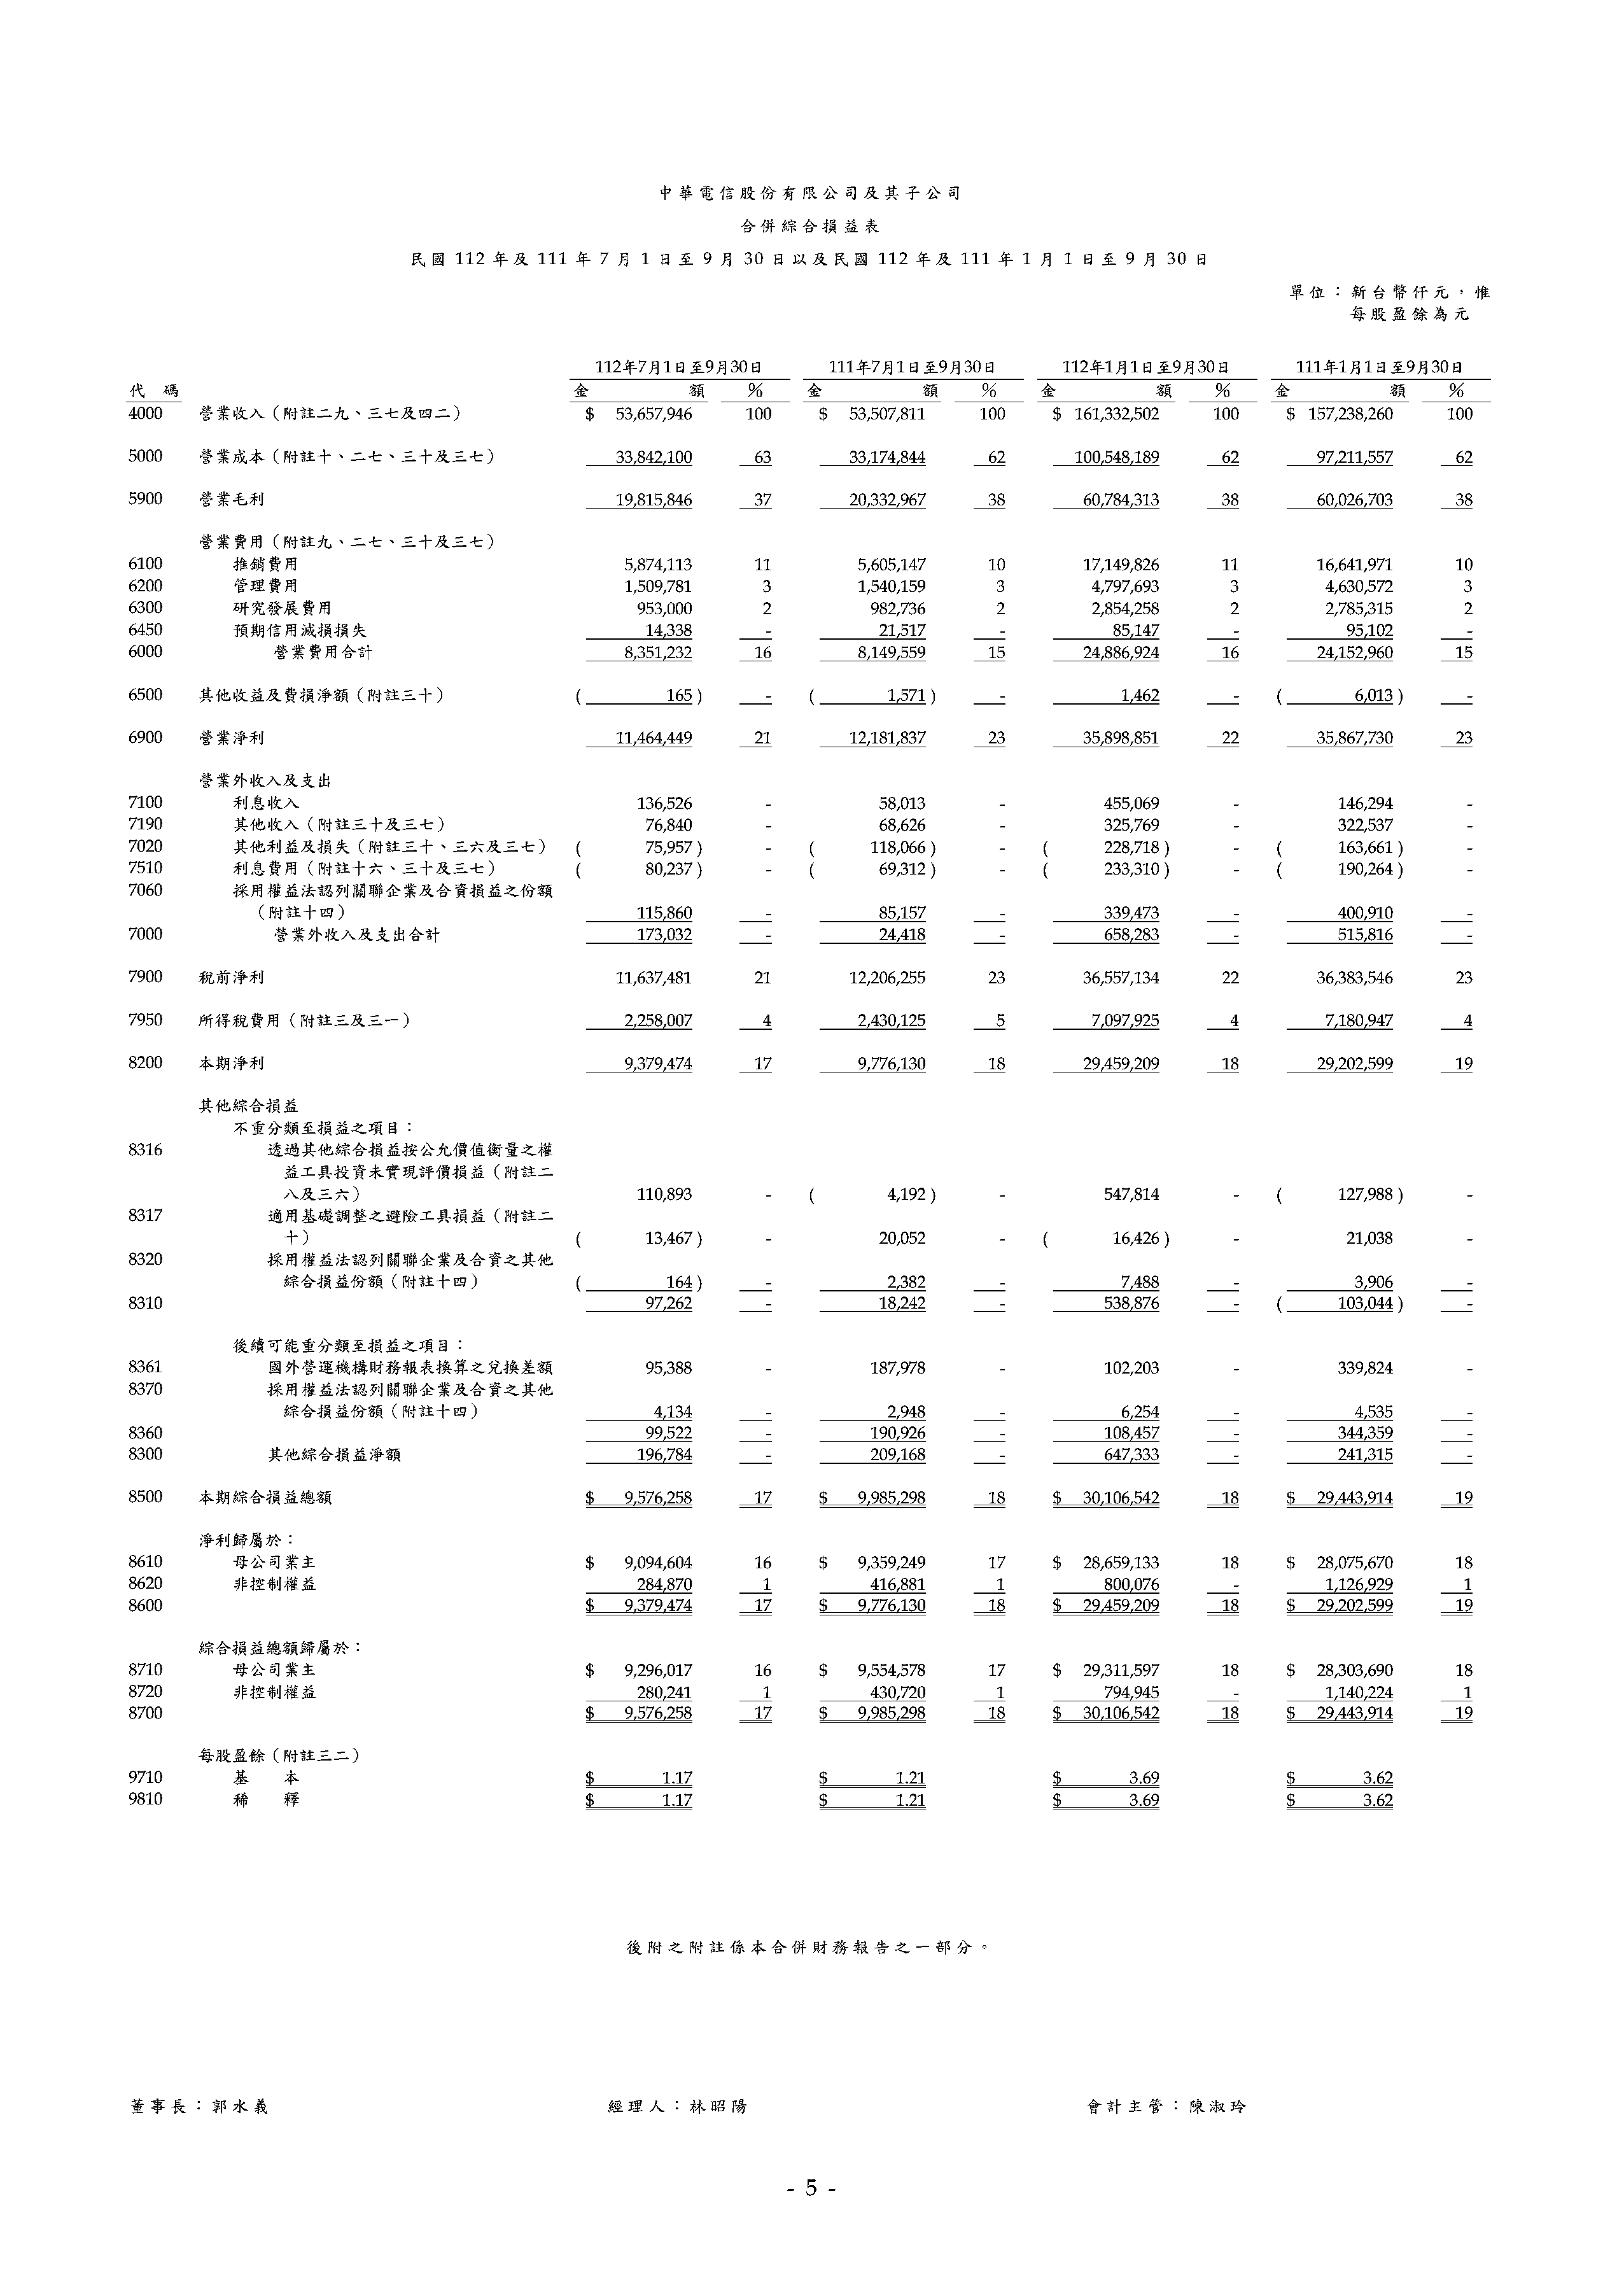 中華電信股份有限公司及其子公司
合併綜合損益表
民國 112 年及 111 年 7 月 1 日至 9 月 30 日以及民國 112 年及 111 年 1 月 1 日至 9 月 30 日
單位：新台幣仟元，惟
每股盈餘為元
112年7月1日至9月30日 111年7月1日至9月30日 112年1月1日至9月30日 111年1月1日至9月30日
代 碼 金 額 % 金 額 % 金 額 % 金 額 %
4000 營業收入（附註二九、三七及四二） $ 53,657,946 100 $ 53,507,811 100 $ 161,332,502 100 $ 157,238,260 100
5000 營業成本（附註十、二七、三十及三七） 33,842,100 63 33,174,844 62 100,548,189 62 97,211,557 62
5900 營業毛利 19,815,846 37 20,332,967 38 60,784,313 38 60,026,703 38
營業費用（附註九、二七、三十及三七）
6100 推銷費用 5,874,113 11 5,605,147 10 17,149,826 11 16,641,971 10
6200 管理費用 1,509,781 3 1,540,159 3 4,797,693 3 4,630,572 3
6300 研究發展費用 953,000 2 982,736 2 2,854,258 2 2,785,315 2
6450 預期信用減損損失 14,338 - 21,517 - 85,147 - 95,102 -
6000 營業費用合計 8,351,232 16 8,149,559 15 24,886,924 16 24,152,960 15
6500 其他收益及費損淨額（附註三十） ( 165 ) - ( 1,571 ) - 1,462 - ( 6,013 ) -
6900 營業淨利 11,464,449 21 12,181,837 23 35,898,851 22 35,867,730 23
營業外收入及支出
7100 利息收入 136,526 - 58,013 - 455,069 - 146,294 -
7190 其他收入（附註三十及三七） 76,840 - 68,626 - 325,769 - 322,537 -
7020 其他利益及損失（附註三十、三六及三七） ( 75,957 ) - ( 118,066 ) - ( 228,718 ) - ( 163,661 ) -
7510 利息費用（附註十六、三十及三七） ( 80,237 ) - ( 69,312 ) - ( 233,310 ) - ( 190,264 ) -
7060 採用權益法認列關聯企業及合資損益之份額
（附註十四） 115,860 - 85,157 - 339,473 - 400,910 -
7000 營業外收入及支出合計 173,032 - 24,418 - 658,283 - 515,816 -
7900 稅前淨利 11,637,481 21 12,206,255 23 36,557,134 22 36,383,546 23
7950 所得稅費用（附註三及三一） 2,258,007 4 2,430,125 5 7,097,925 4 7,180,947 4
8200 本期淨利 9,379,474 17 9,776,130 18 29,459,209 18 29,202,599 19
其他綜合損益
不重分類至損益之項目：
8316 透過其他綜合損益按公允價值衡量之權
益工具投資未實現評價損益（附註二
八及三六） 110,893 - ( 4,192 ) - 547,814 - ( 127,988 ) -
8317 適用基礎調整之避險工具損益（附註二
十） ( 13,467 ) - 20,052 - ( 16,426 ) - 21,038 -
8320 採用權益法認列關聯企業及合資之其他
綜合損益份額（附註十四） ( 164 ) - 2,382 - 7,488 - 3,906 -
8310 97,262 - 18,242 - 538,876 - ( 103,044 ) -
後續可能重分類至損益之項目：
8361 國外營運機構財務報表換算之兌換差額 95,388 - 187,978 - 102,203 - 339,824 -
8370 採用權益法認列關聯企業及合資之其他
綜合損益份額（附註十四） 4,134 - 2,948 - 6,254 - 4,535 -
8360 99,522 - 190,926 - 108,457 - 344,359 -
8300 其他綜合損益淨額 196,784 - 209,168 - 647,333 - 241,315 -
8500 本期綜合損益總額 $ 9,576,258 17 $ 9,985,298 18 $ 30,106,542 18 $ 29,443,914 19
淨利歸屬於：
8610 母公司業主 $ 9,094,604 16 $ 9,359,249 17 $ 28,659,133 18 $ 28,075,670 18
8620 非控制權益 284,870 1 416,881 1 800,076 - 1,126,929 1
8600 $ 9,379,474 17 $ 9,776,130 18 $ 29,459,209 18 $ 29,202,599 19
綜合損益總額歸屬於：
8710 母公司業主 $ 9,296,017 16 $ 9,554,578 17 $ 29,311,597 18 $ 28,303,690 18
8720 非控制權益 280,241 1 430,720 1 794,945 - 1,140,224 1
8700 $ 9,576,258 17 $ 9,985,298 18 $ 30,106,542 18 $ 29,443,914 19
每股盈餘（附註三二）
9710 基 本 $ 1.17 $ 1.21 $ 3.69 $ 3.62
9810 稀 釋 $ 1.17 $ 1.21 $ 3.69 $ 3.62
後附之附註係本合併財務報告之一部分。
董事長：郭水義 經理人：林昭陽 會計主管：陳淑玲
- 5 -